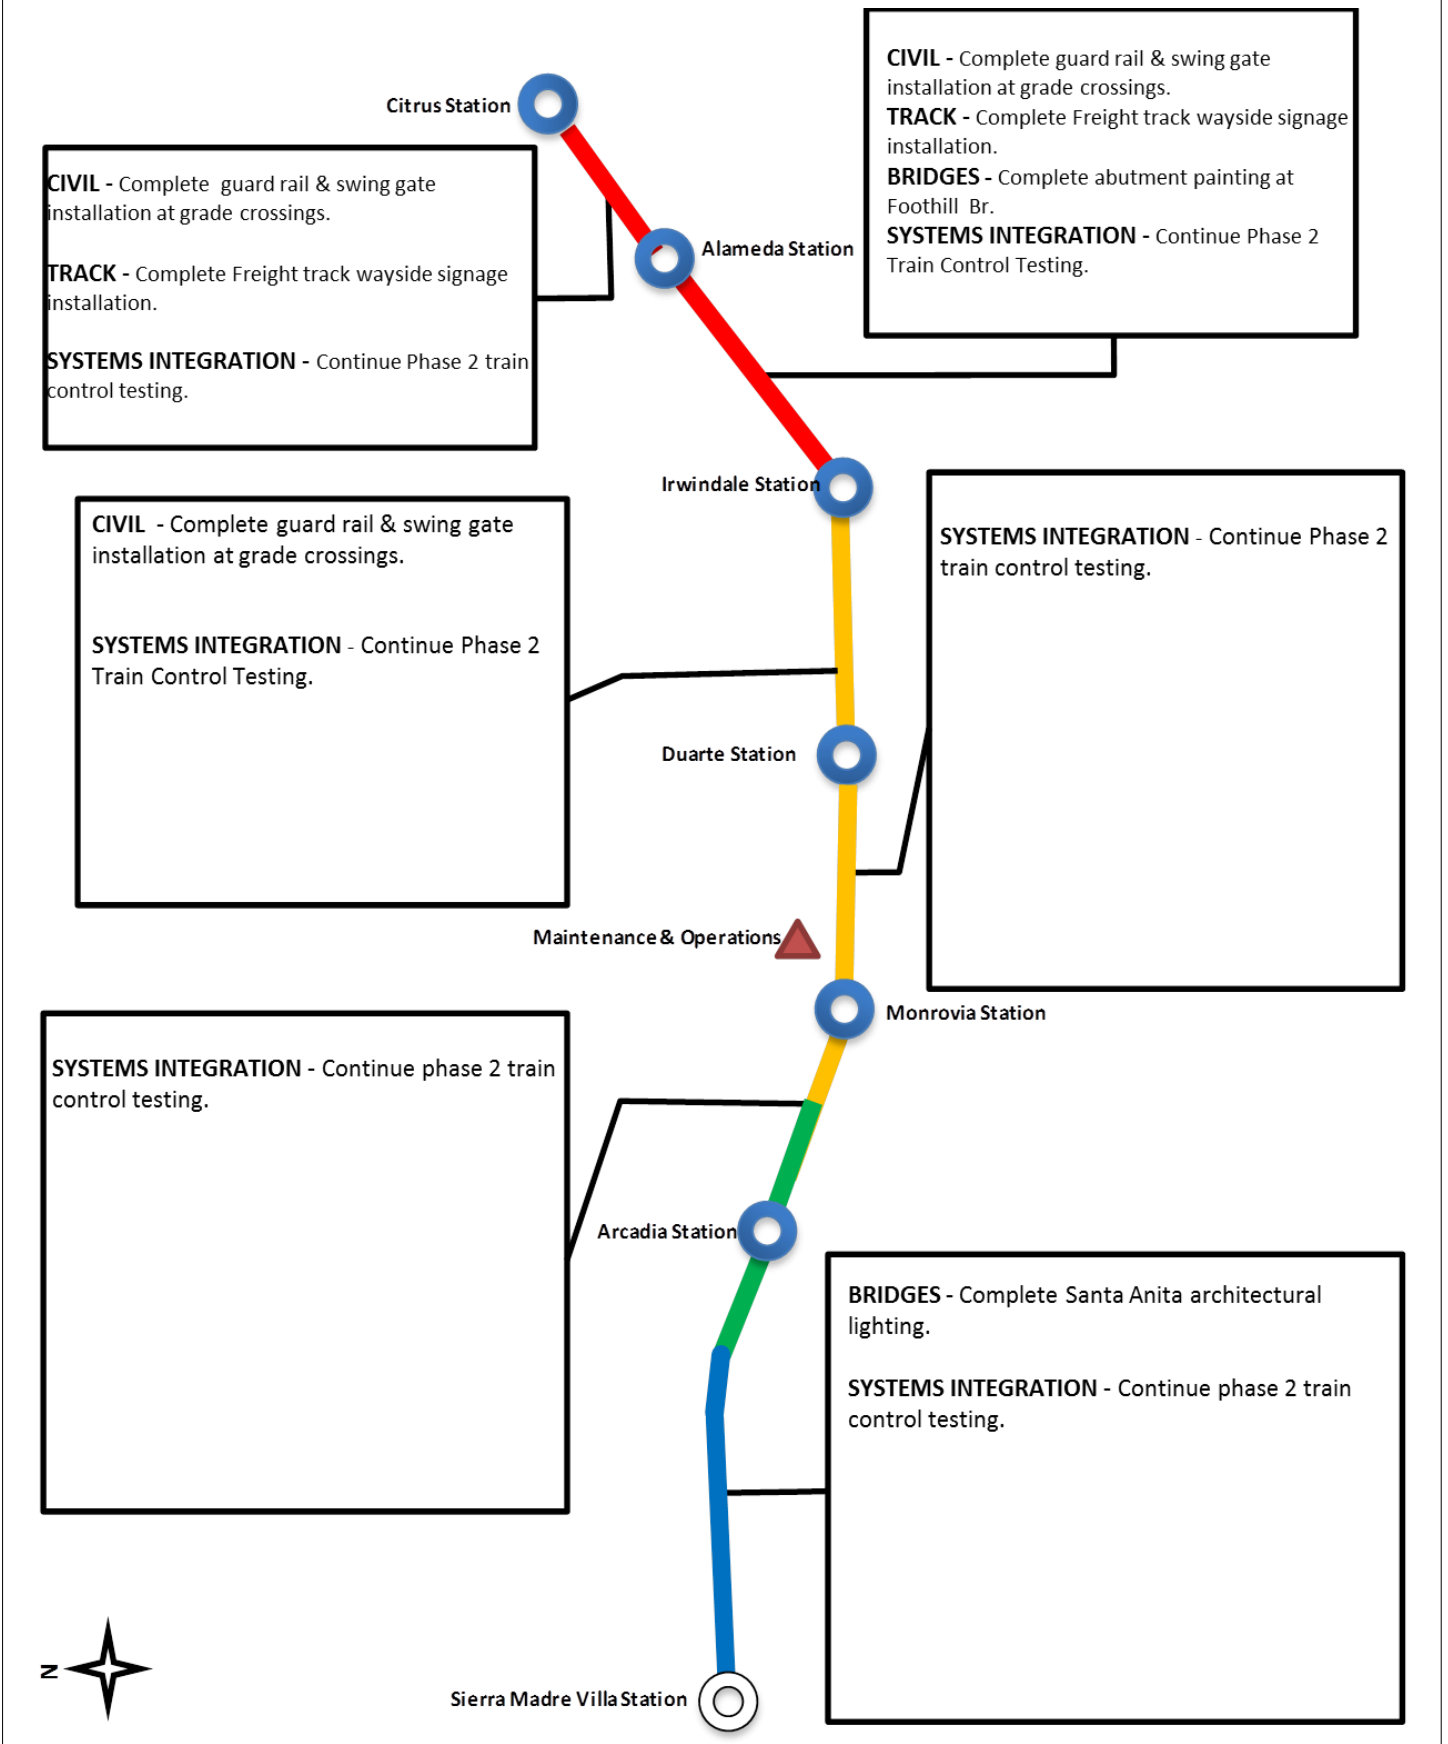 Citrus Station
CIVIL - Complete guard rail & swing gate
installation at grade crossings.
TRACK - Complete Freight track wayside signage
installation.
BRIDGES - Complete abutment painting at
Foothill Br.
SYSTEMS INTEGRATION - Continue Phase 2
Train Control Testing.
CIVIL - Complete guard rail & swing gate
installation at grade crossings.
TRACK - Complete Freight track wayside signage
installation.
SYSTEMS INTEGRATION - Continue Phase 2 train
control testing.
Alameda Station
Irwindale Station
CIVIL - Complete guard rail & swing gate
installation at grade crossings.
SYSTEMS INTEGRATION - Continue Phase 2
Train Control Testing.
SYSTEMS INTEGRATION - Continue Phase 2
train control testing.
Duarte Station
Maintenance & Operations
Monrovia Station
SYSTEMS INTEGRATION - Continue phase 2 train
control testing.
Arcadia Station
BRIDGES - Complete Santa Anita architectural
lighting.
SYSTEMS INTEGRATION - Continue phase 2 train
control testing.
N
Sierra Madre Villa Station